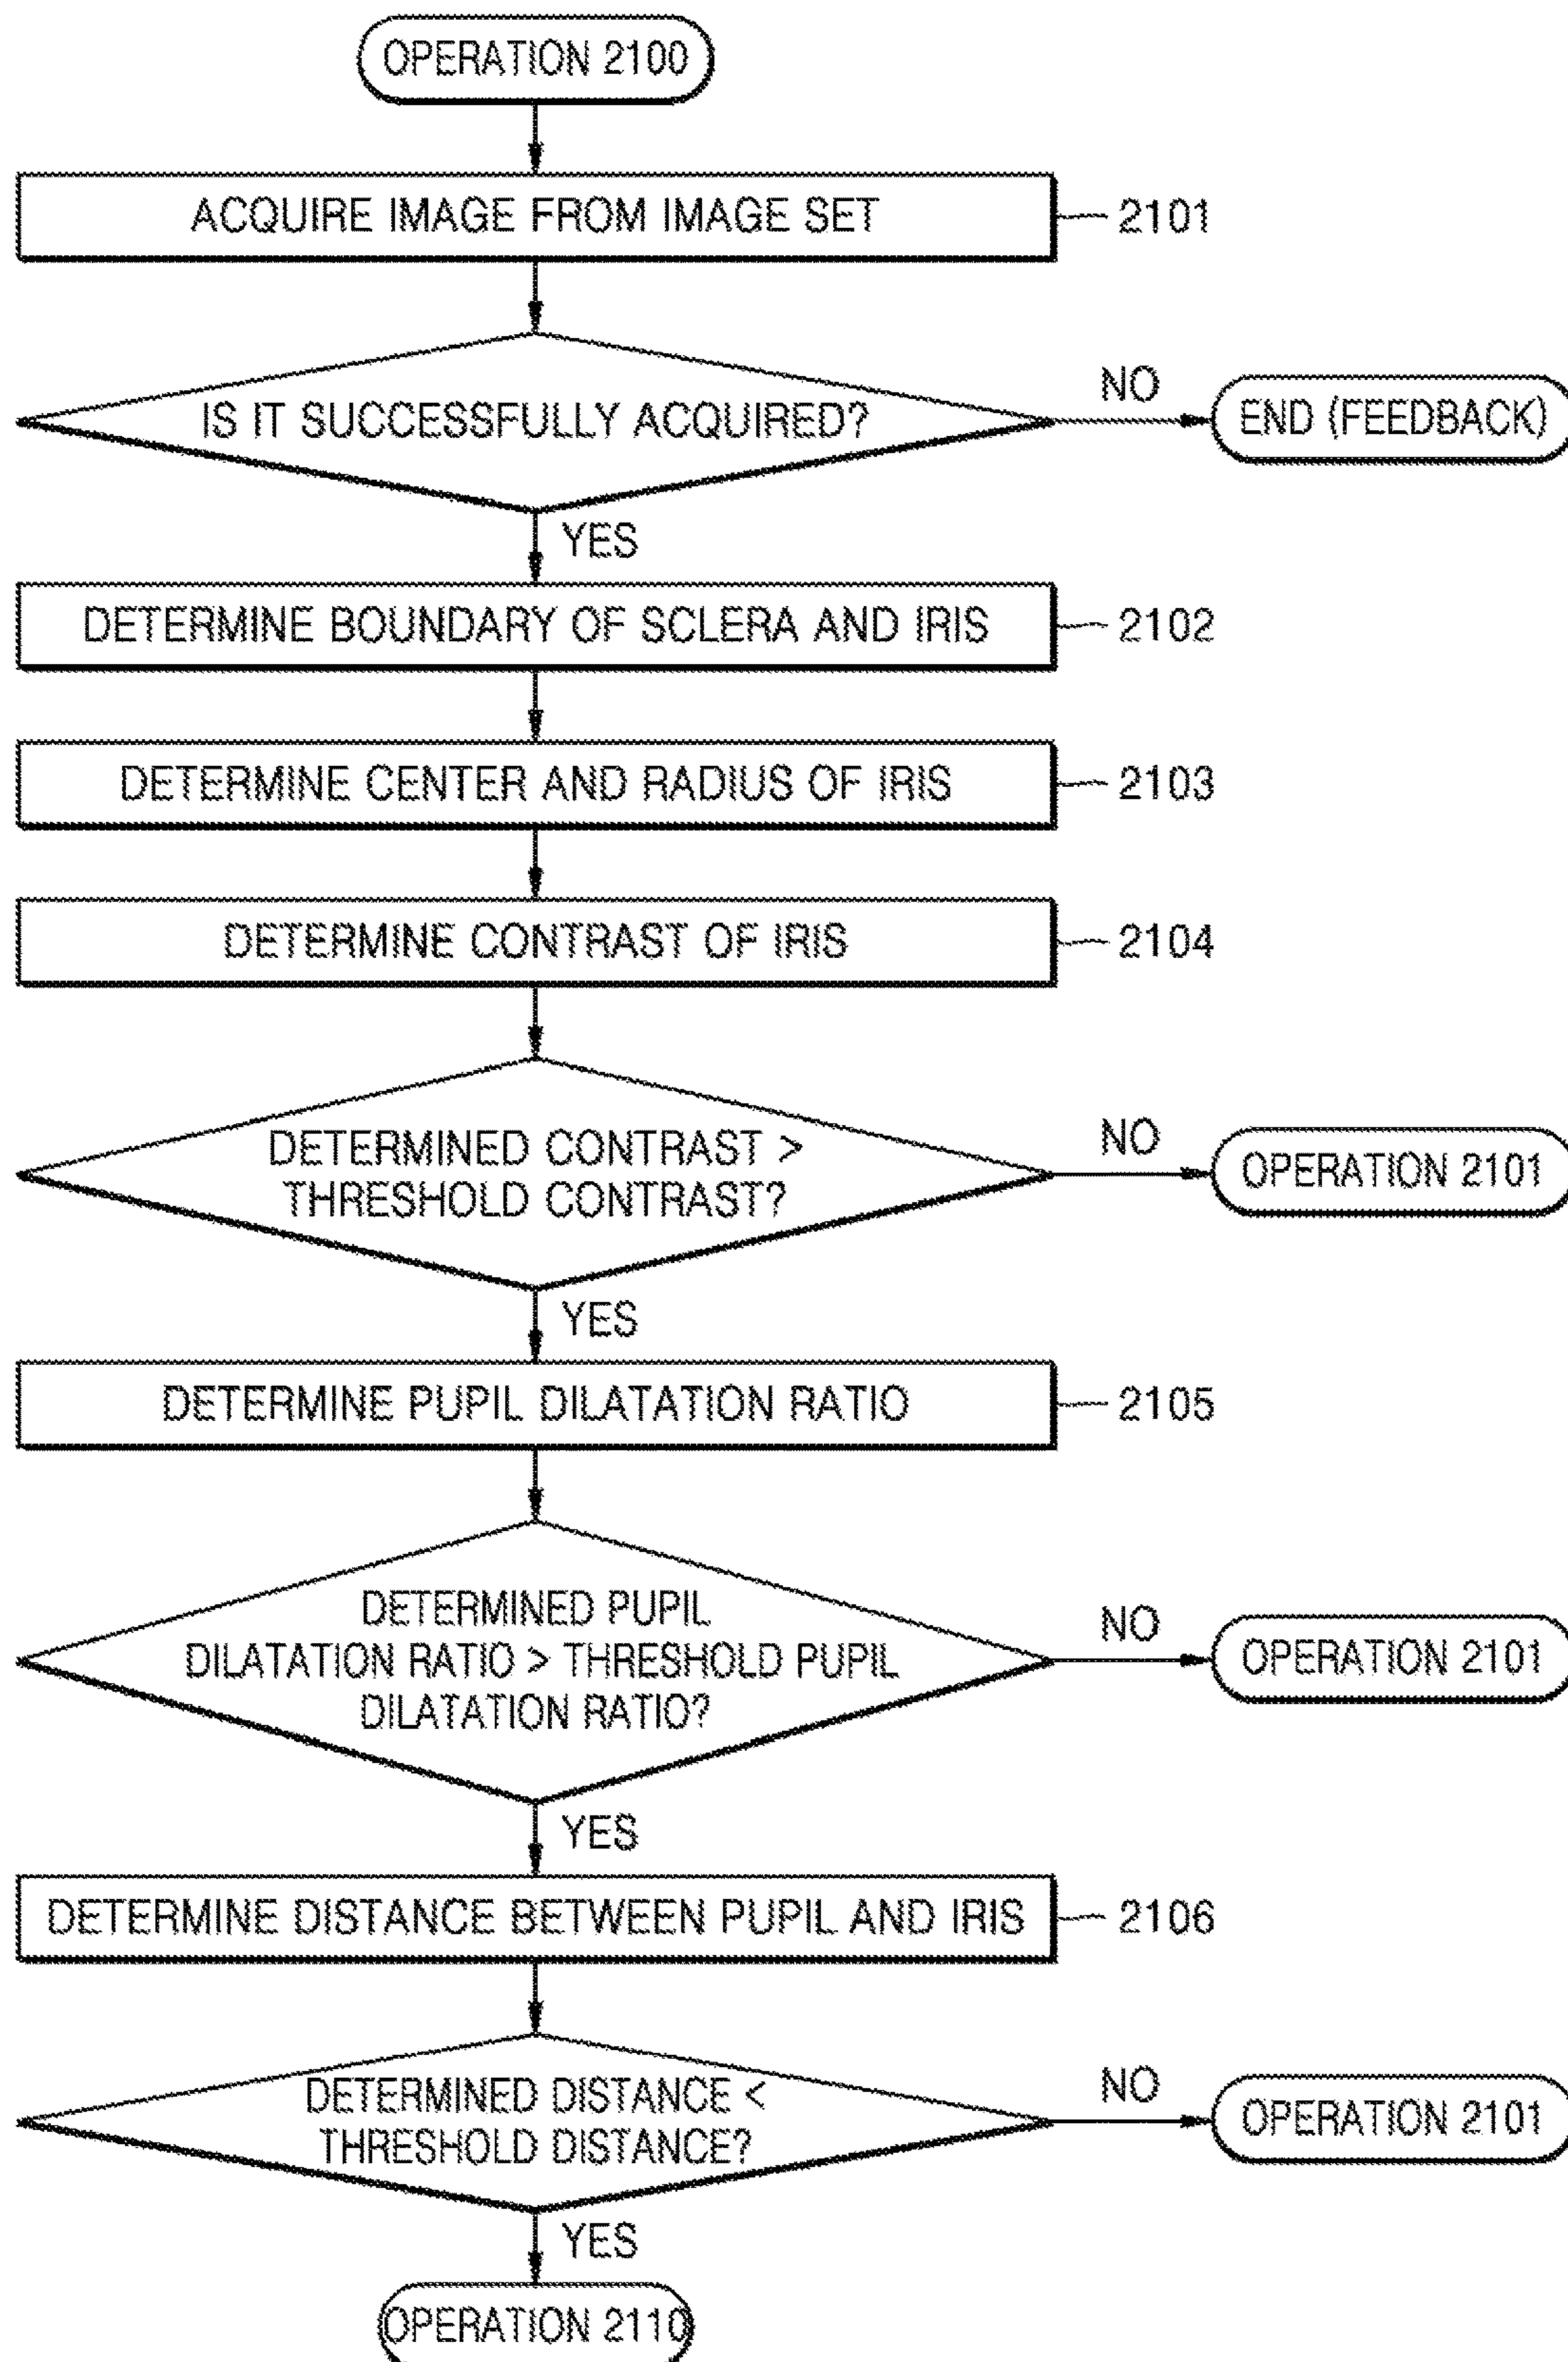 OPERATION 2100
ACQUIRE IMAGE FROM IMAGE SET
2101
IS IT SUCCESSFULLY ACQUIRED?
NO
END (FEEDBACK)
YES
DETERMINE BOUNDARY OF SCLERA AND IRIS
2102
DETERMINE CENTER AND RADIUS OF IRIS
2103
DETERMINE CONTRAST OF IRIS
2104
DETERMINED CONTRAST >
THRESHOLD CONTRAST?
NO
OPERATION 2101
YES
DETERMINE PUPIL DILATATION RATIO
2105
DETERMINED PUPIL
DILATATION RATIO > THRESHOLD PUPIL
DILATATION RATIO?
NO
OPERATION 2101
YES
DETERMINE DISTANCE BETWEEN PUPIL AND IRIS
2106
DETERMINED DISTANCE <
THRESHOLD DISTANCE?
NO
OPERATION 2101
YES
OPERATION 2110